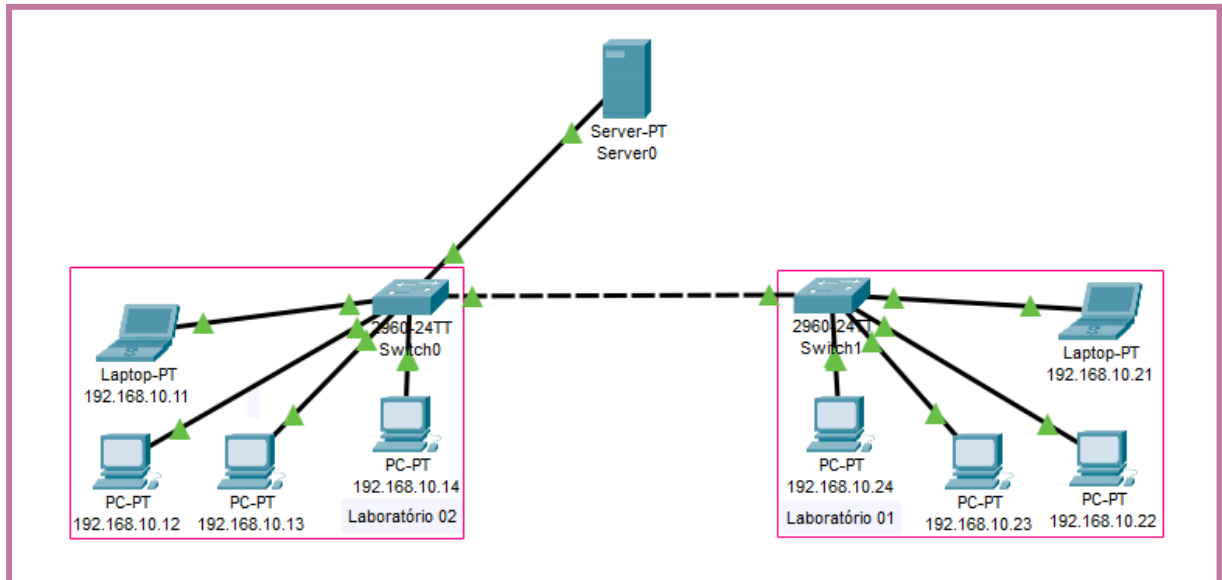 Server-PT
Server0
2960-24TT
Switch0
Laptop-PT
192.168.10.11
PC-PT
192.168.10.12
PC-PT
192.168.10.13
PC-PT
192.168.10.14
Laboratório 02
2960-24TT
Switch1
Laptop-PT
192.168.10.21
PC-PT
192.168.10.24
Laboratório 01
PC-PT
192.168.10.23
PC-PT
192.168.10.22